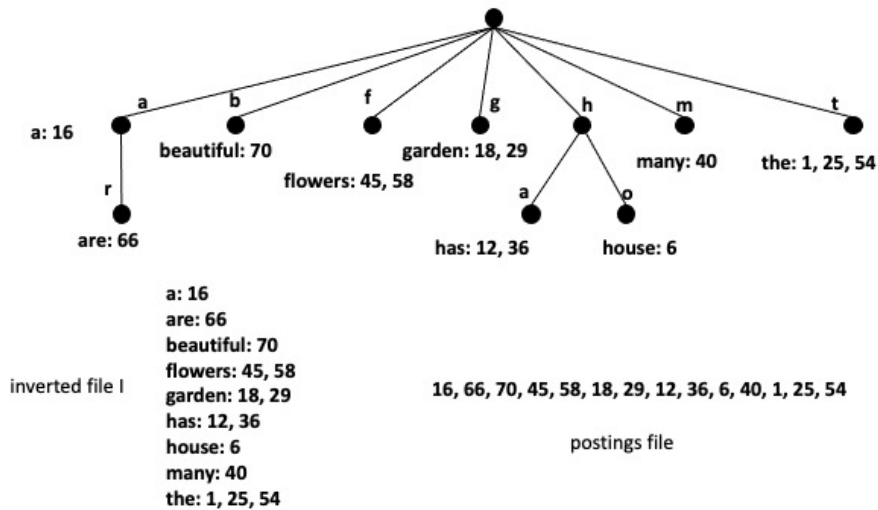 a b f g h m t
a: 16
beautiful: 70
flowers: 45, 58
garden: 18, 29
many: 40
the: 1, 25, 54
r a o
are: 66
has: 12, 36
house: 6
inverted file I
a: 16
are: 66
beautiful: 70
flowers: 45, 58
garden: 18, 29
has: 12, 36
house: 6
many: 40
the: 1, 25, 54
16, 66, 70, 45, 58, 18, 29, 12, 36, 6, 40, 1, 25, 54
postings file